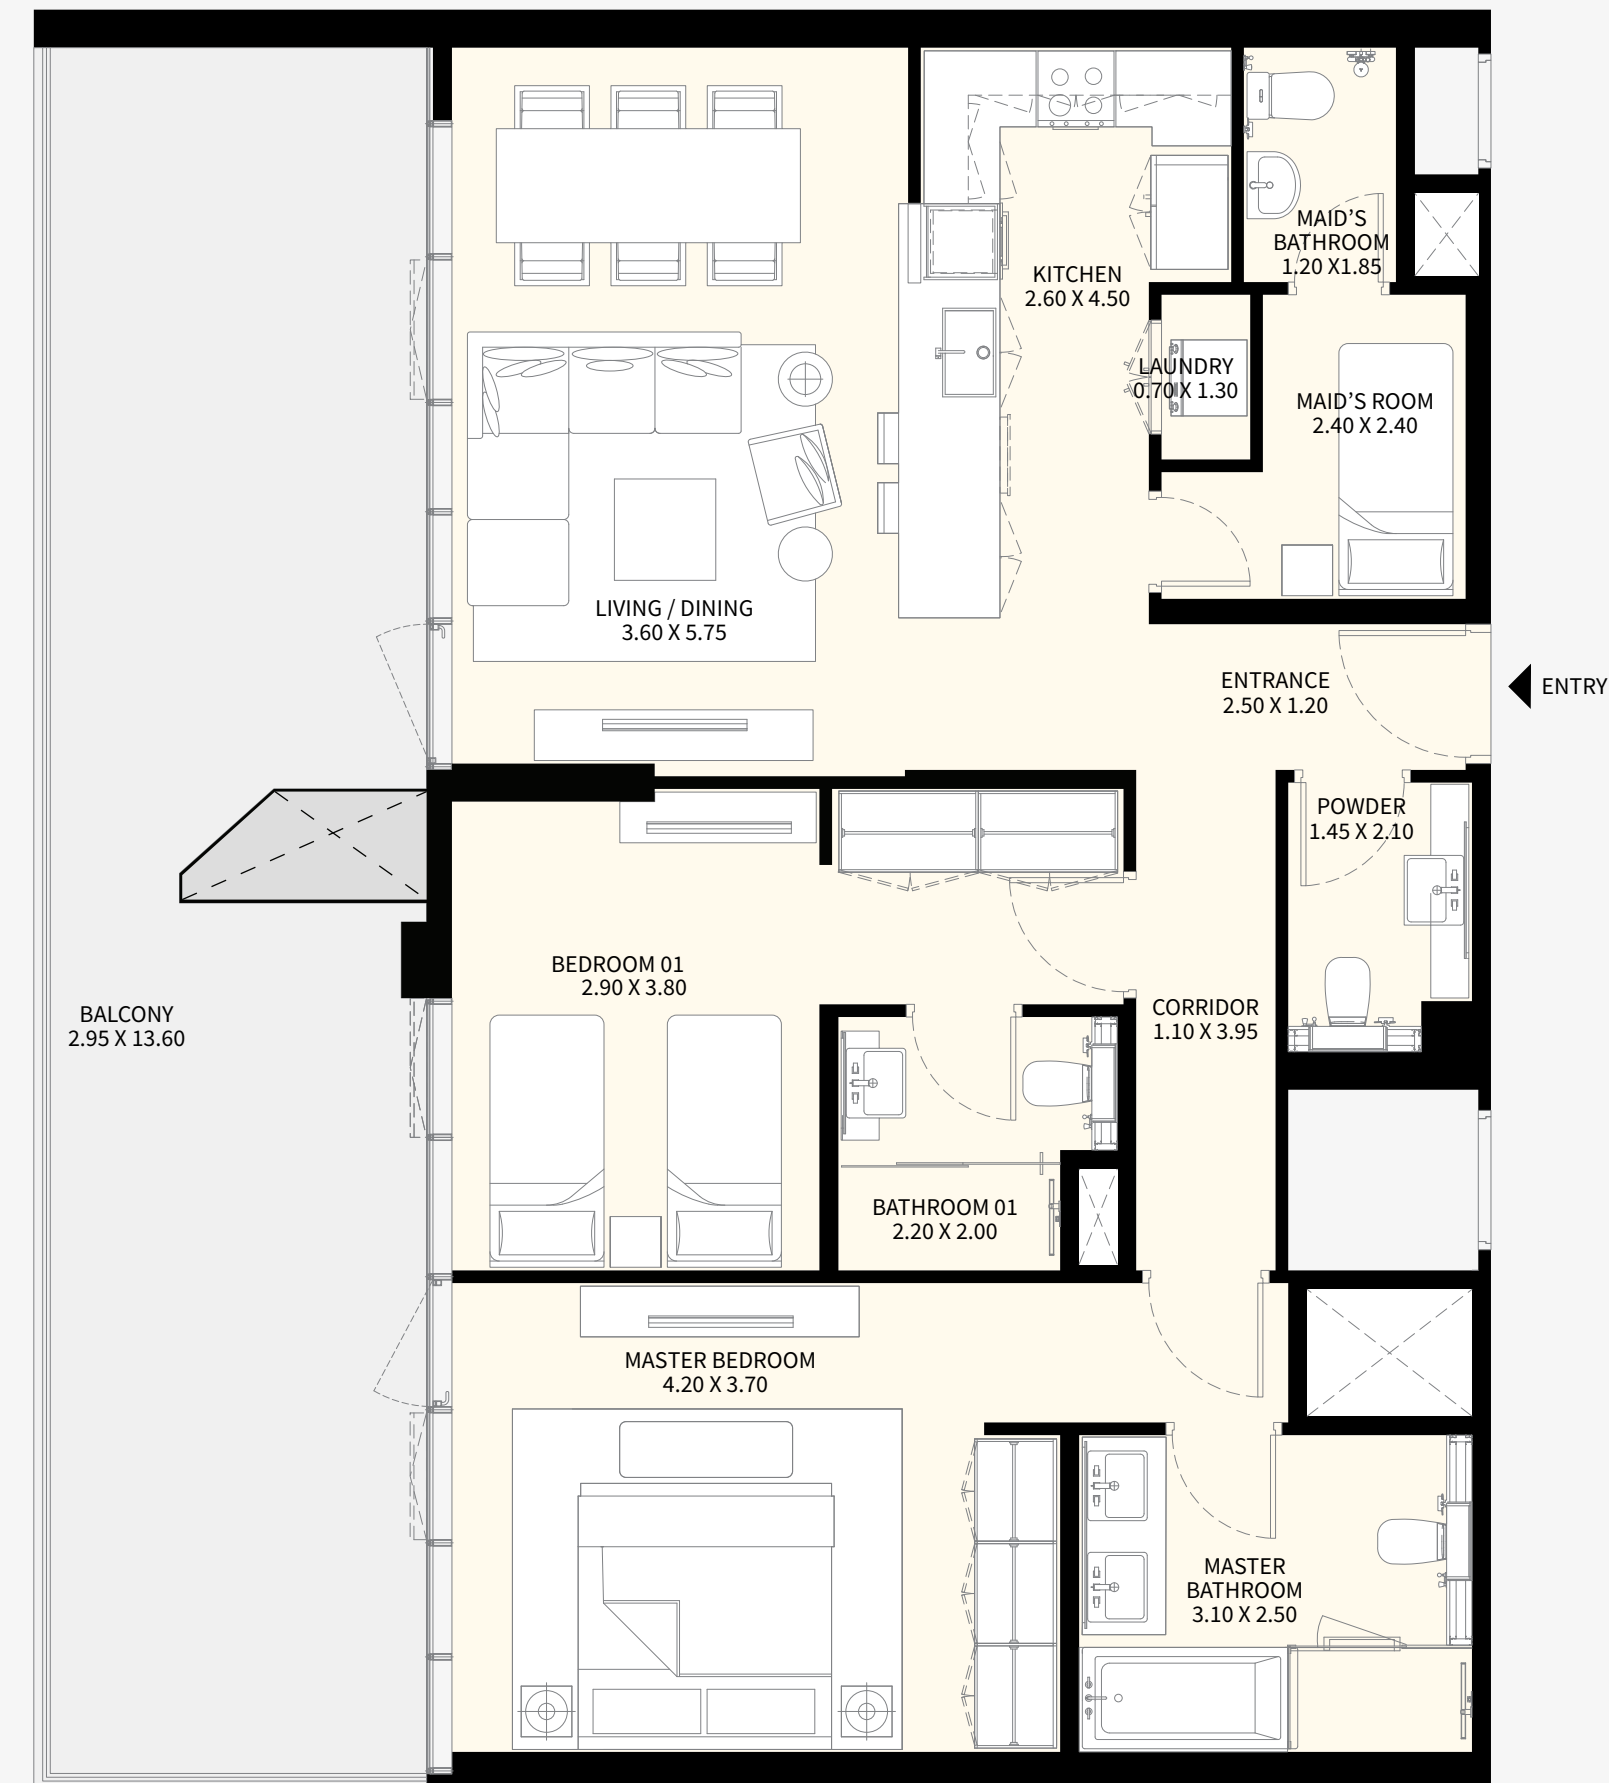 MAID’S
BATHROOM
1.20 X1.85
KITCHEN
2.60 X 4.50
LAUNDRY
0.70 X 1.30
MAID’S ROOM
2.40 X 2.40
LIVING / DINING
3.60 X 5.75
ENTRANCE
2.50 X 1.20
ENTRY
POWDER
1.45 X 2.10
BEDROOM 01
2.90 X 3.80
BALCONY
2.95 X 13.60
CORRIDOR
1.10 X 3.95
BATHROOM 01
2.20 X 2.00
MASTER BEDROOM
4.20 X 3.70
MASTER
BATHROOM
3.10 X 2.50